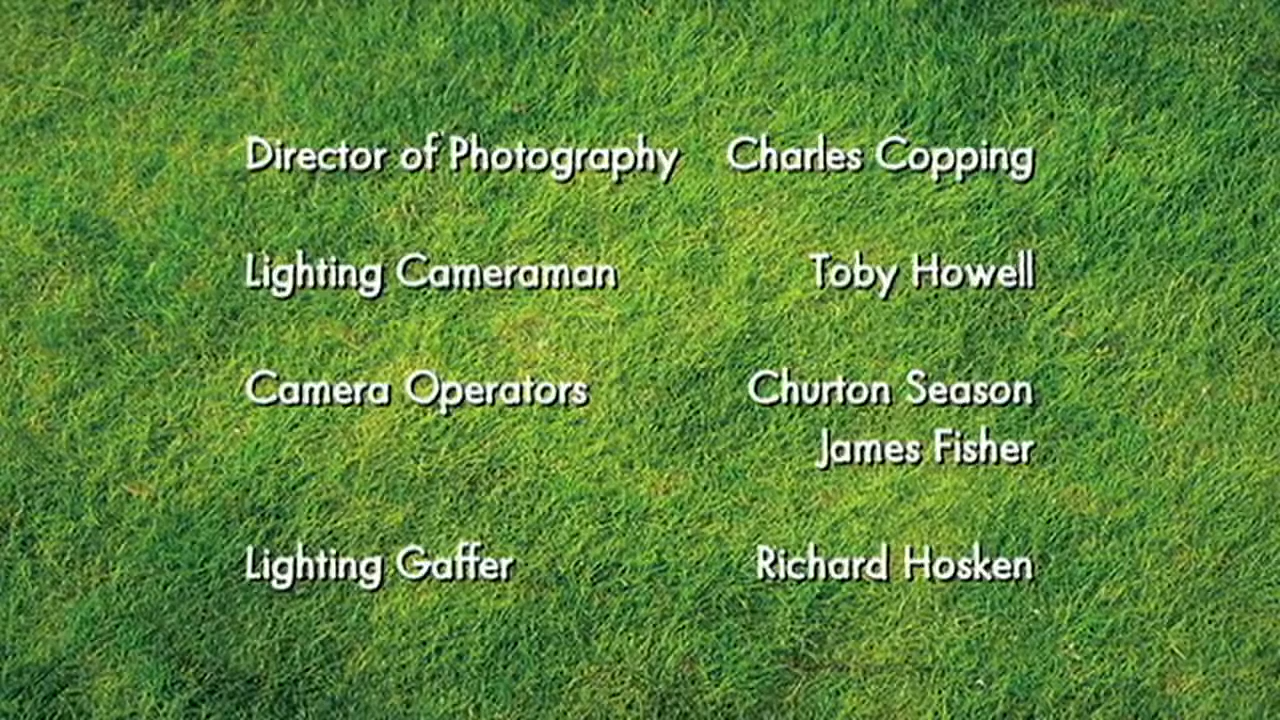 Director of Photography Charles Copping
Lighting Cameraman Toby Howell
Camera Operators Churton Season
James Fisher
Lighting Gaffer Richard Hosken